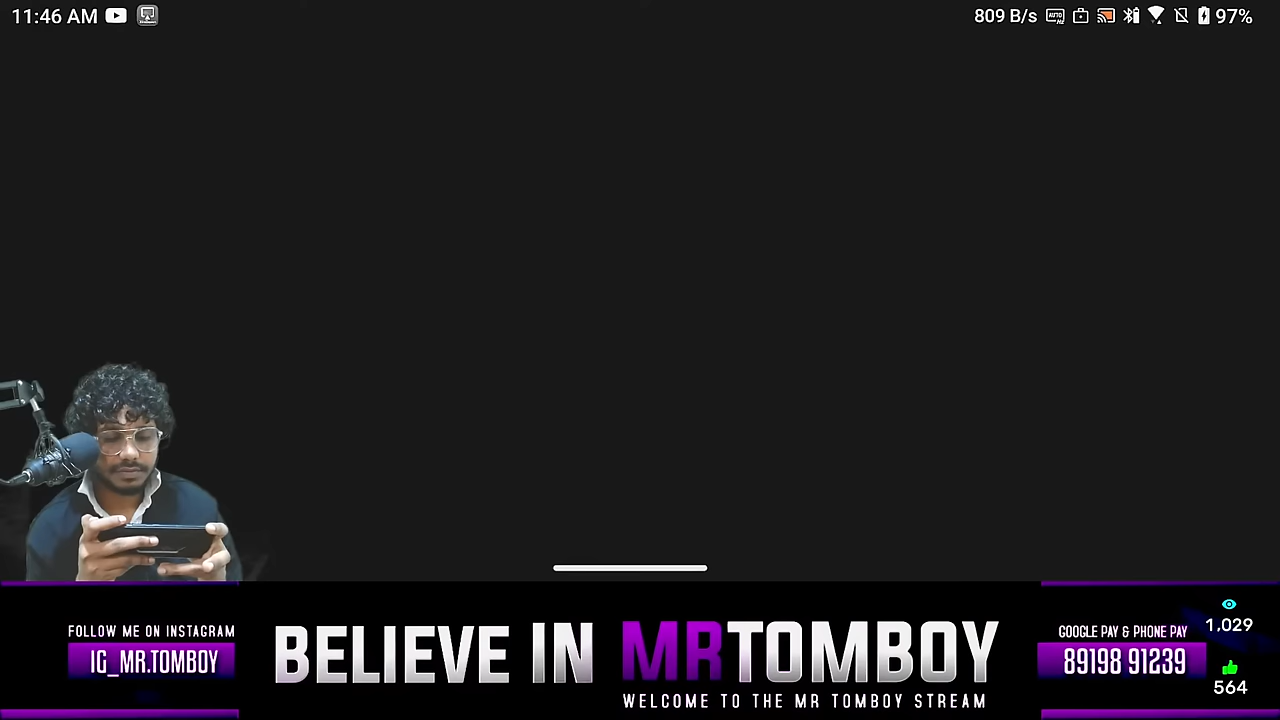 11:46 AM
809 B/s 97%
FOLLOW ME ON INSTAGRAM
IG_MR.TOMBOY
BELIEVE IN MRTOMBOY
WELCOME TO THE MR TOMBOY STREAM
GOOGLE PAY & PHONE PAY
89198 91239
1,029
564